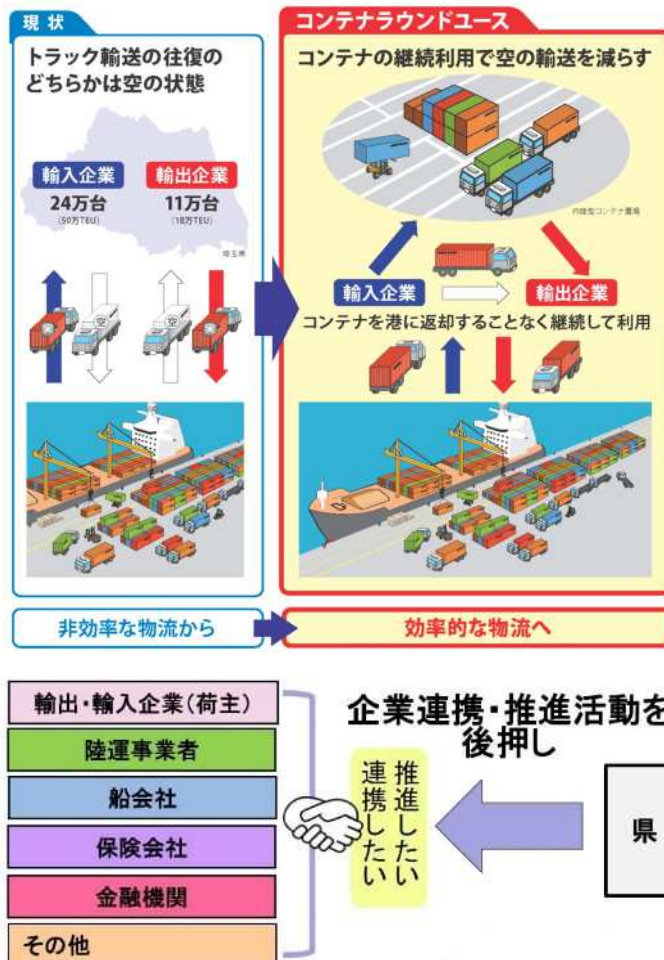 現状
トラック輸送の往復の
どちらかは空の状態
輸入企業
24万台
(50万TEU)
輸出企業
11万台
(18万TEU)
埼玉県
空
空
コンテナラウンドユース
コンテナの継続利用で空の輸送を減らす
内陸型コンテナ置場
輸入企業
輸出企業
コンテナを港に返却することなく継続して利用
非効率な物流から
効率的な物流へ
輸出・輸入企業(荷主)
陸運事業者
船会社
保険会社
金融機関
その他
企業連携・推進活動を
後押し
推進したい
連携したい
県